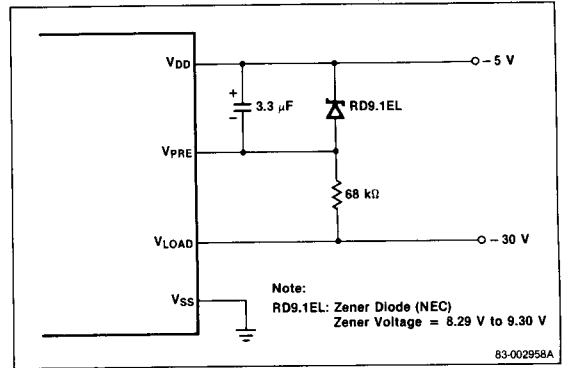 VDD
– 5 V
+
3.3 μF
–
RD9.1EL
VPRE
68 kΩ
VLOAD
– 30 V
VSS
Note:
RD9.1EL: Zener Diode (NEC)
Zener Voltage = 8.29 V to 9.30 V
83-002958A